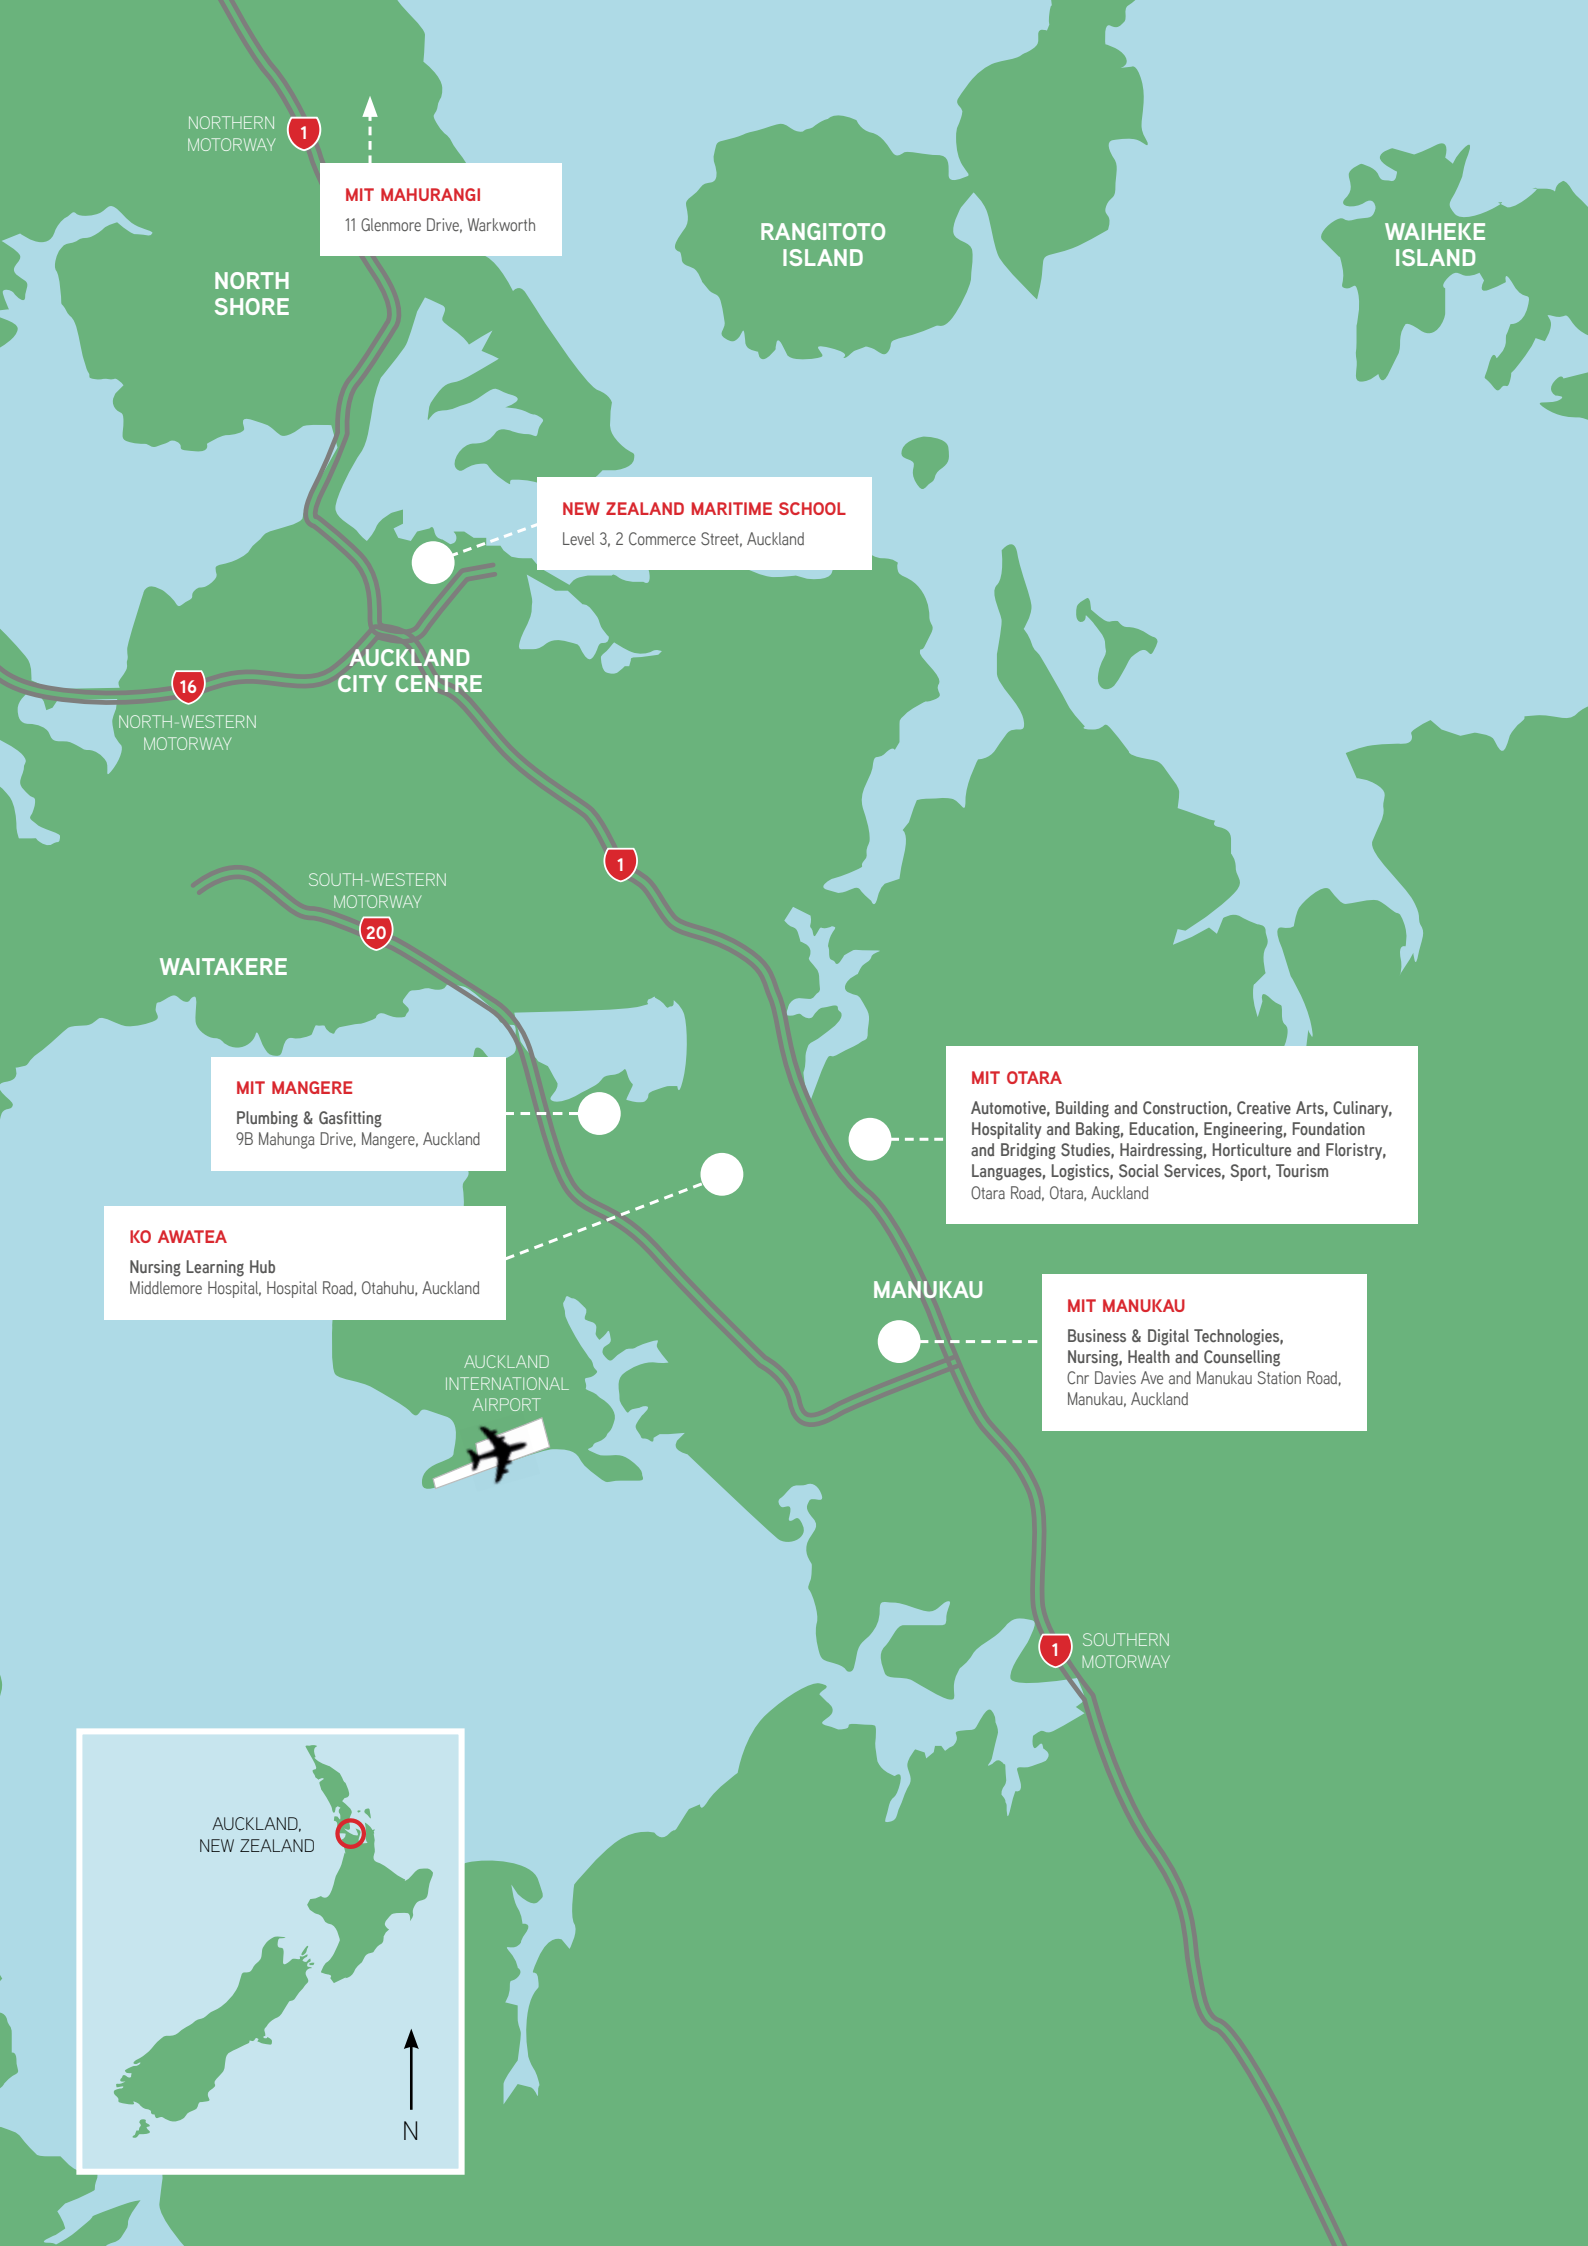 NORTHERN
MOTORWAY
1
MIT MAHURANGI
11 Glenmore Drive, Warkworth
NORTH
SHORE
RANGITOTO
ISLAND
WAIHEKE
ISLAND
NEW ZEALAND MARITIME SCHOOL
Level 3, 2 Commerce Street, Auckland
AUCKLAND
CITY CENTRE
16
NORTH-WESTERN
MOTORWAY
1
SOUTH-WESTERN
MOTORWAY
20
WAITAKERE
MIT MANGERE
Plumbing & Gasfitting
9B Mahunga Drive, Mangere, Auckland
MIT OTARA
Automotive, Building and Construction, Creative Arts, Culinary,
Hospitality and Baking, Education, Engineering, Foundation
and Bridging Studies, Hairdressing, Horticulture and Floristry,
Languages, Logistics, Social Services, Sport, Tourism
Otara Road, Otara, Auckland
KO AWATEA
Nursing Learning Hub
Middlemore Hospital, Hospital Road, Otahuhu, Auckland
MANUKAU
MIT MANUKAU
Business & Digital Technologies,
Nursing, Health and Counselling
Cnr Davies Ave and Manukau Station Road,
Manukau, Auckland
AUCKLAND
INTERNATIONAL
AIRPORT
1
SOUTHERN
MOTORWAY
AUCKLAND,
NEW ZEALAND
N